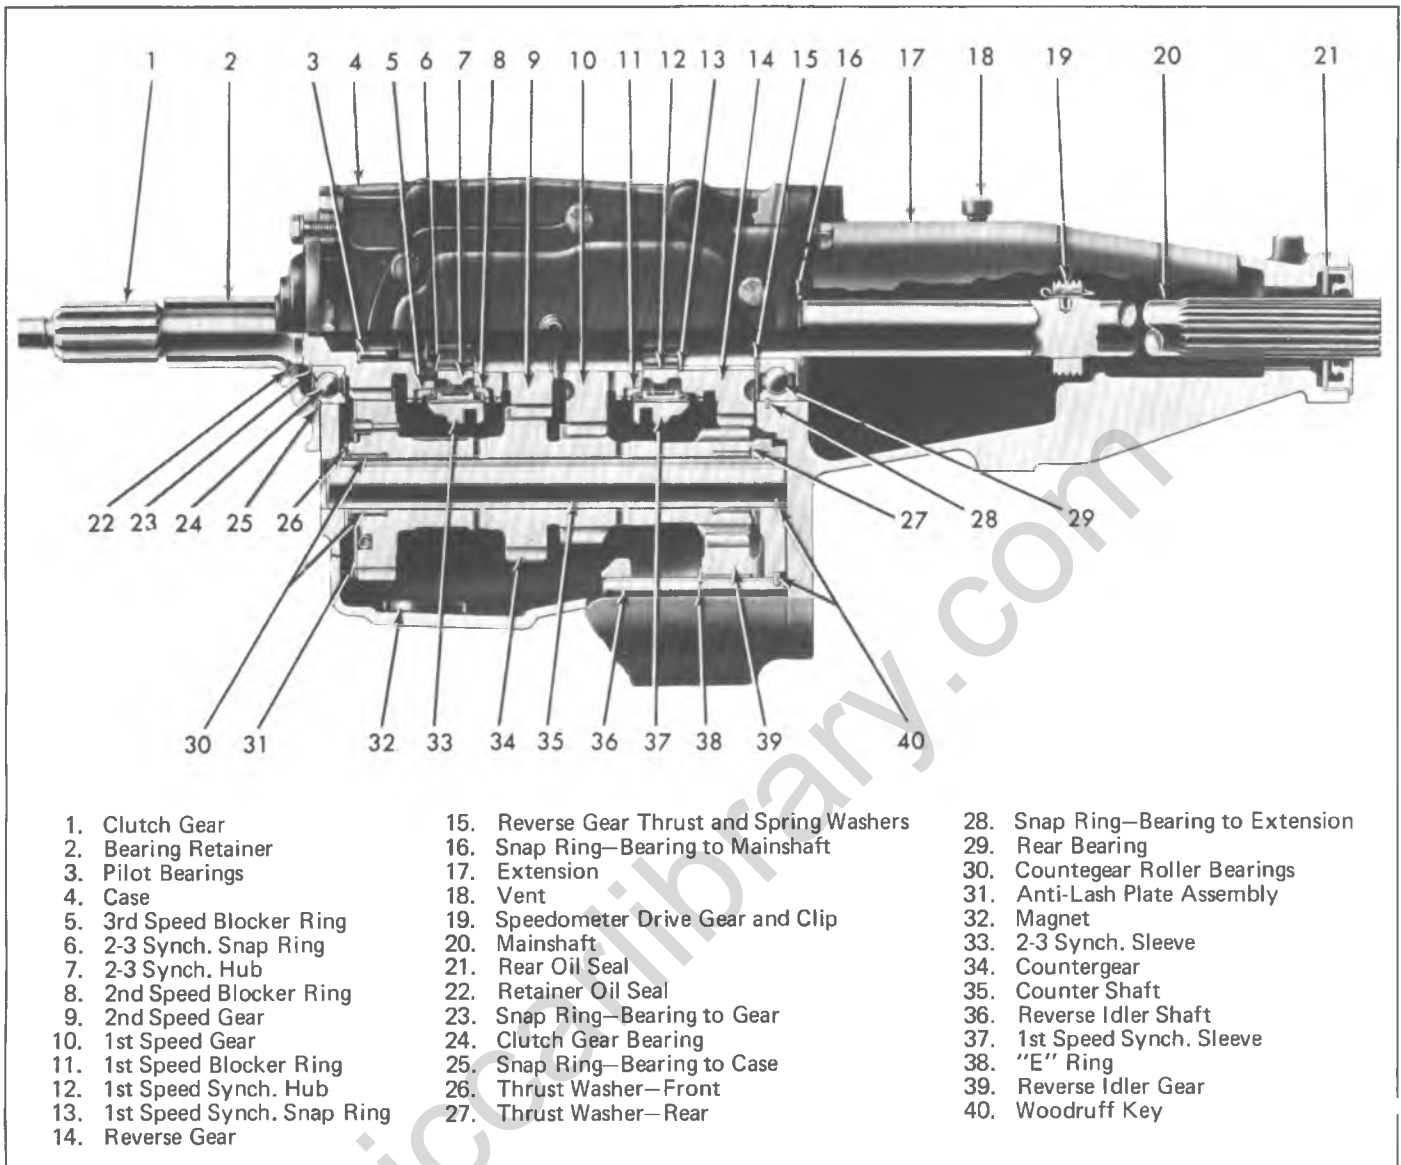 1 2 3 4 5 6 7 8 9 10 11 12 13 14 15 16 17 18 19 20 21
22 23 24 25 26 27 28 29
30 31 32 33 34 35 36 37 38 39 40
1. Clutch Gear
2. Bearing Retainer
3. Pilot Bearings
4. Case
5. 3rd Speed Blocker Ring
6. 2-3 Synch. Snap Ring
7. 2-3 Synch. Hub
8. 2nd Speed Blocker Ring
9. 2nd Speed Gear
10. 1st Speed Gear
11. 1st Speed Blocker Ring
12. 1st Speed Synch. Hub
13. 1st Speed Synch. Snap Ring
14. Reverse Gear
15. Reverse Gear Thrust and Spring Washers
16. Snap Ring—Bearing to Mainshaft
17. Extension
18. Vent
19. Speedometer Drive Gear and Clip
20. Mainshaft
21. Rear Oil Seal
22. Retainer Oil Seal
23. Snap Ring—Bearing to Gear
24. Clutch Gear Bearing
25. Snap Ring—Bearing to Case
26. Thrust Washer—Front
27. Thrust Washer—Rear
28. Snap Ring—Bearing to Extension
29. Rear Bearing
30. Countegear Roller Bearings
31. Anti-Lash Plate Assembly
32. Magnet
33. 2-3 Synch. Sleeve
34. Countergear
35. Counter Shaft
36. Reverse Idler Shaft
37. 1st Speed Synch. Sleeve
38. "E" Ring
39. Reverse Idler Gear
40. Woodruff Key
iccarlibrary.com